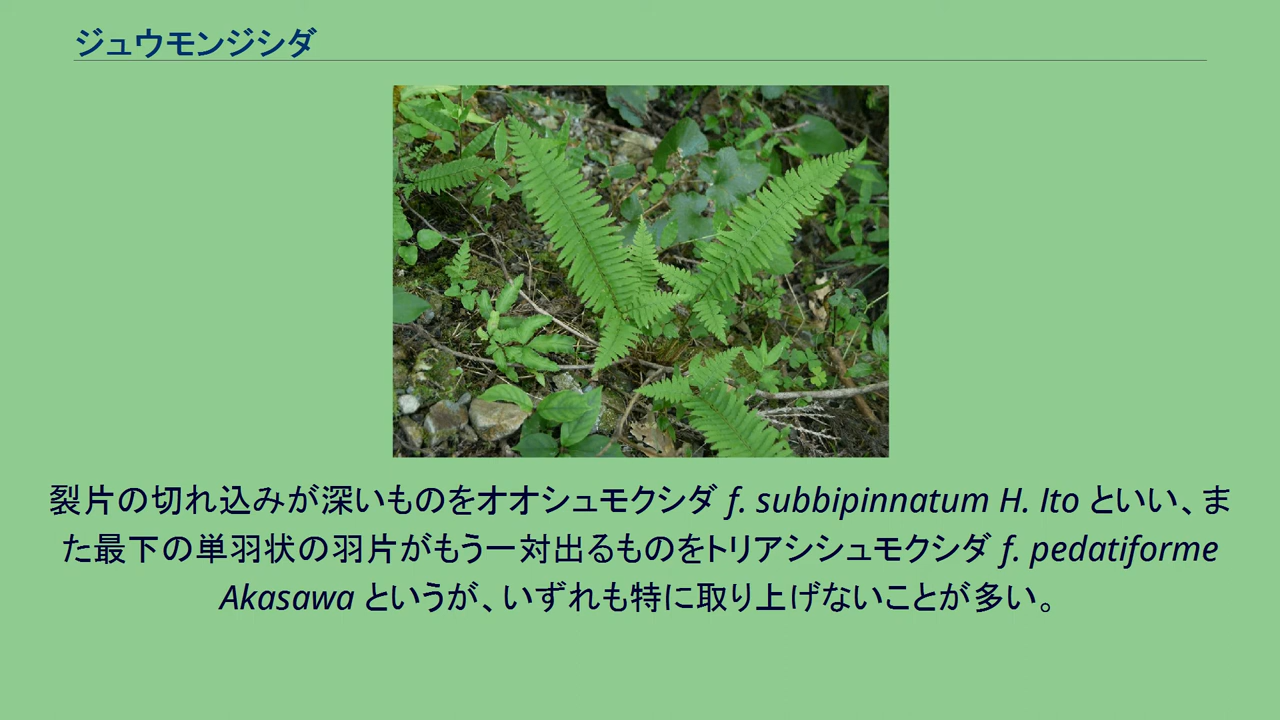 ジュウモンジシダ
裂片の切れ込みが深いものをオオシュモクシダ f. subbipinnatum H. Ito といい、ま
た最下の単羽状の羽片がもう一対出るものをトリアシシュモクシダ f. pedatiforme
Akasawa というが、いずれも特に取り上げないことが多い。